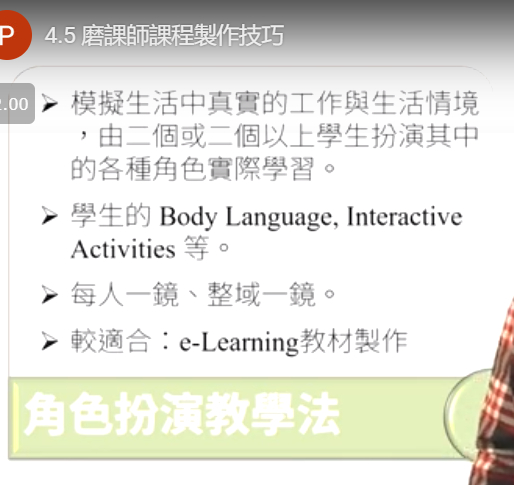 P
4.5 磨課師課程製作技巧
2.00
➤ 模擬生活中真實的工作與生活情境
，由二個或二個以上學生扮演其中
的各種角色實際學習。
➤ 學生的 Body Language, Interactive
Activities 等。
➤ 每人一鏡、整域一鏡。
➤ 較適合：e-Learning教材製作
角色扮演教學法